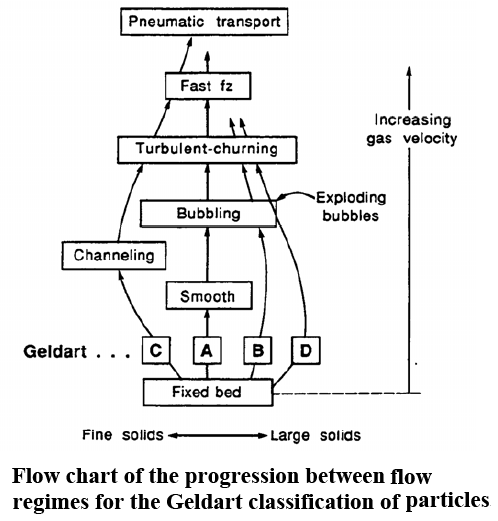 Pneumatic transport
Fast fz
Increasing
gas velocity
Turbulent-churning
Exploding
bubbles
Bubbling
Channeling
Smooth
Geldart . . . C A B D
Fixed bed
Fine solids Large solids
Flow chart of the progression between flow
regimes for the Geldart classification of particles